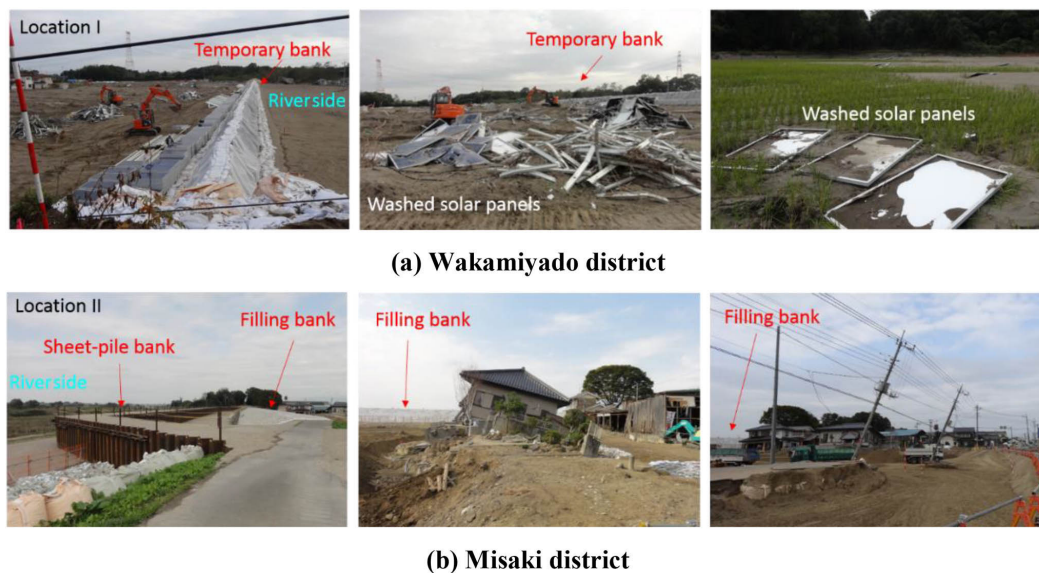 Location I
Temporary bank
Riverside
Temporary bank
Washed solar panels
Washed solar panels
(a) Wakamiyado district
Location II
Filling bank
Sheet-pile bank
Riverside
Filling bank
Filling bank
(b) Misaki district